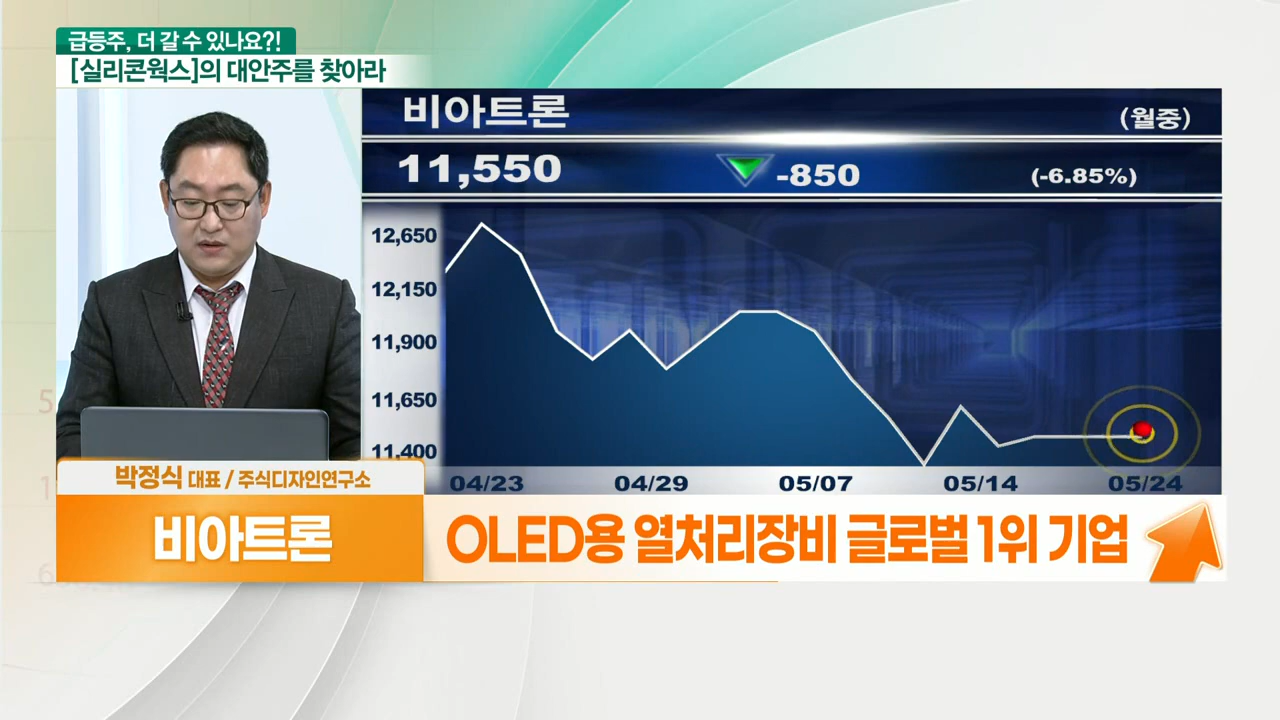 급등주, 더 갈 수 있나요?!
[실리콘웍스]의 대안주를 찾아라
비아트론 (월중)
11,550 -850 (-6.85%)
12,650
12,150
11,900
11,650
11,400
04/23 04/29 05/07 05/14 05/24
박정식 대표 / 주식디자인연구소
비아트론
OLED용 열처리장비 글로벌 1위 기업